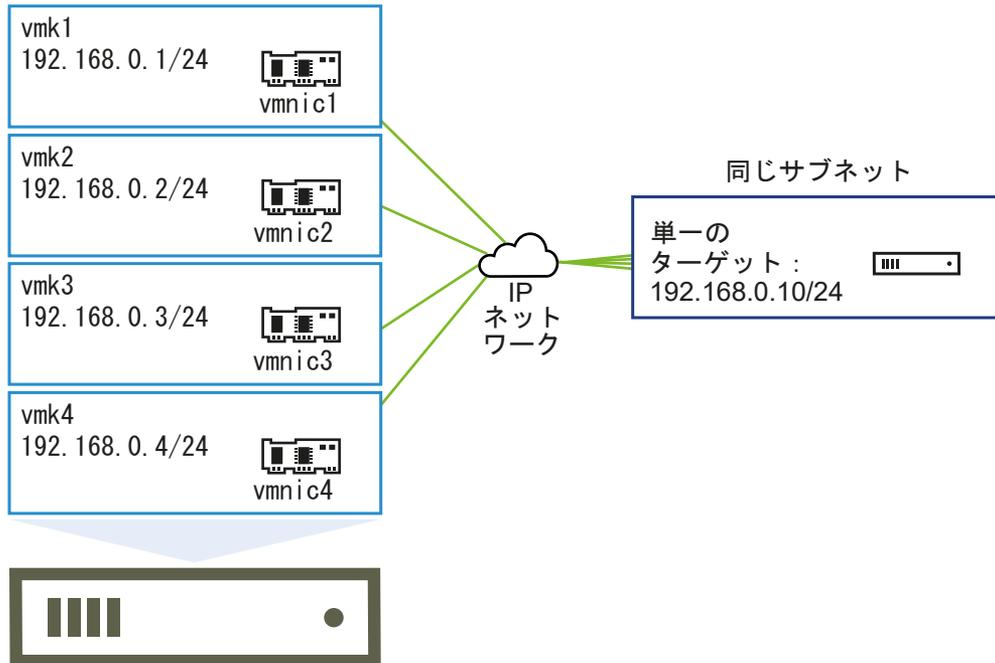 vmk1
192.168.0.1/24
vmnic1
vmk2
192.168.0.2/24
vmnic2
vmk3
192.168.0.3/24
vmnic3
vmk4
192.168.0.4/24
vmnic4
IP
ネット
ワーク
同じサブネット
単一の
ターゲット：
192.168.0.10/24